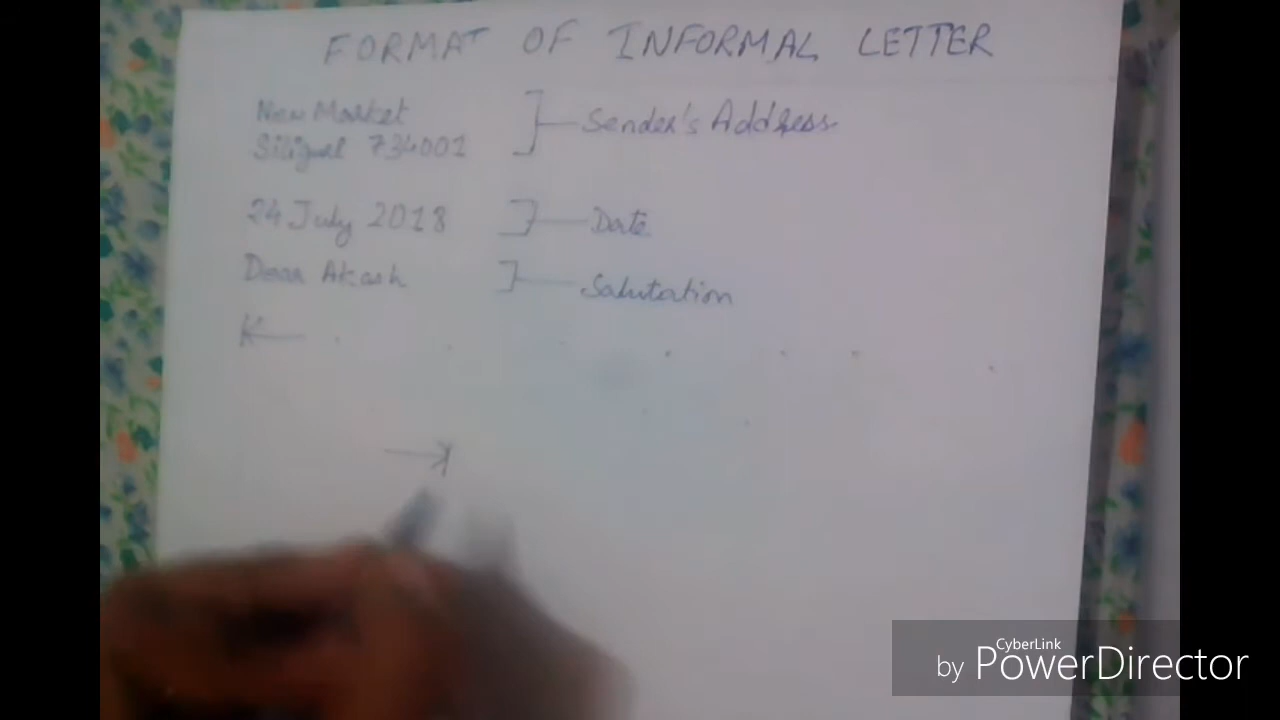 FORMAT OF INFORMAL LETTER
New Market
Siliguri 734001
Sender's Address
24 July 2018
Date
Dear Akash
Salutation
CyberLink
by PowerDirector